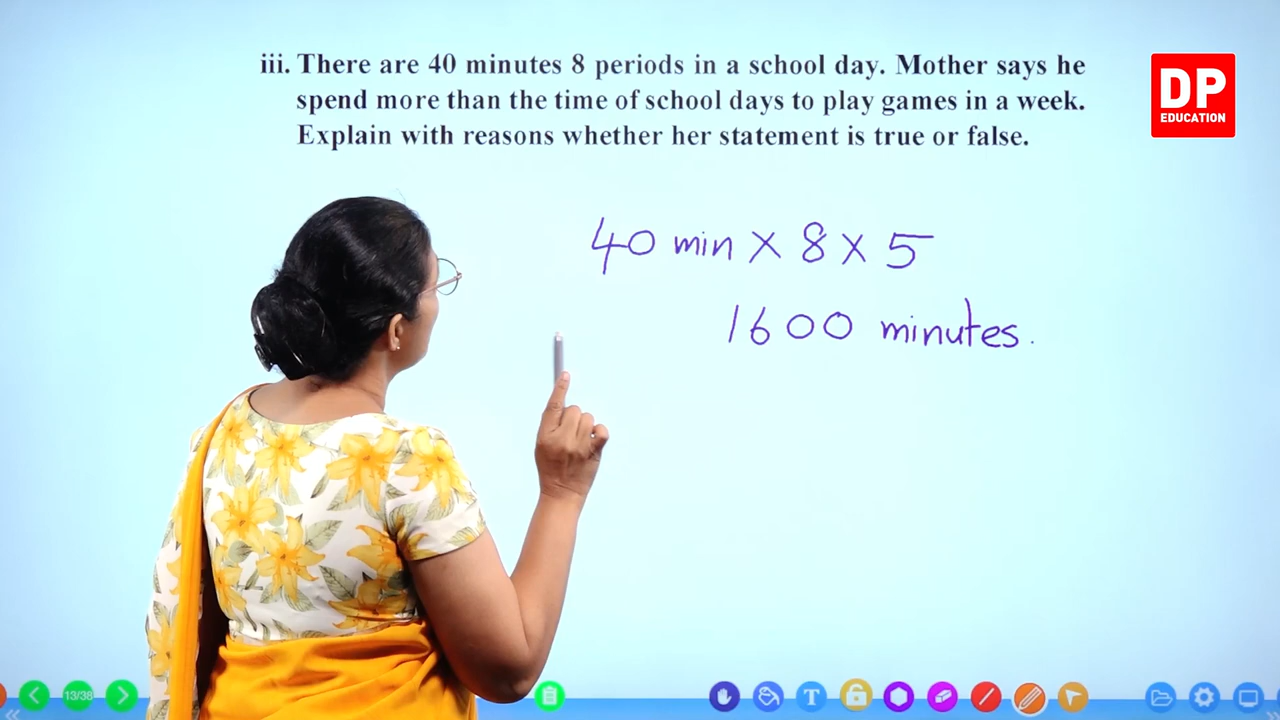 iii. There are 40 minutes 8 periods in a school day. Mother says he
spend more than the time of school days to play games in a week.
Explain with reasons whether her statement is true or false.
DP
EDUCATION
40 min × 8 × 5
1600 minutes.
13/38
T